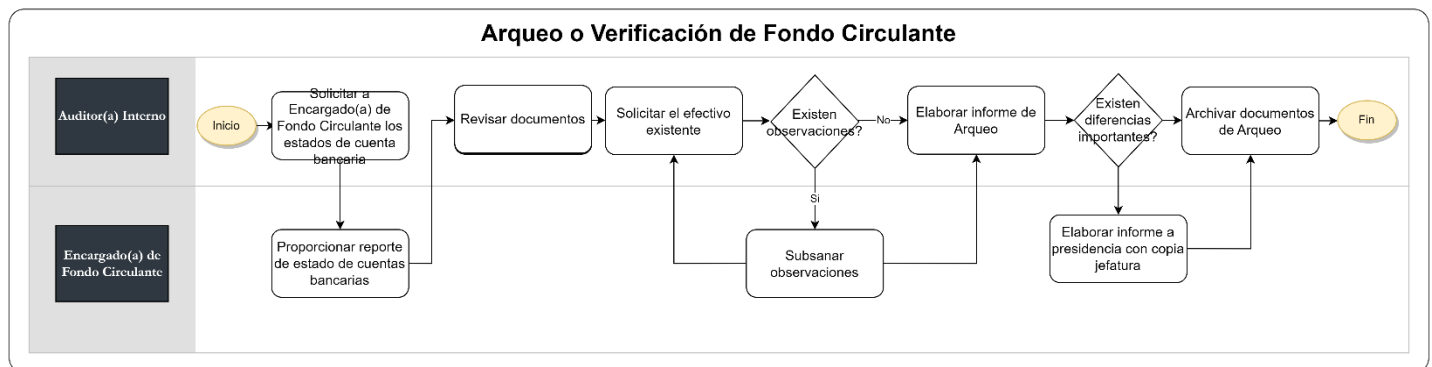 Arqueo o Verificación de Fondo Circulante
Auditor(a) Interno
Inicio
Solicitar a
Encargado(a) de
Fondo Circulante los
estados de cuenta
bancaria
Revisar documentos
Solicitar el efectivo
existente
Existen
observaciones?
No
Elaborar informe de
Arqueo
Existen
diferencias
importantes?
Archivar documentos
de Arqueo
Fin
Si
Encargado(a) de
Fondo Circulante
Proporcionar reporte
de estado de cuentas
bancarias
Subsanar
observaciones
Elaborar informe a
presidencia con copia
jefatura